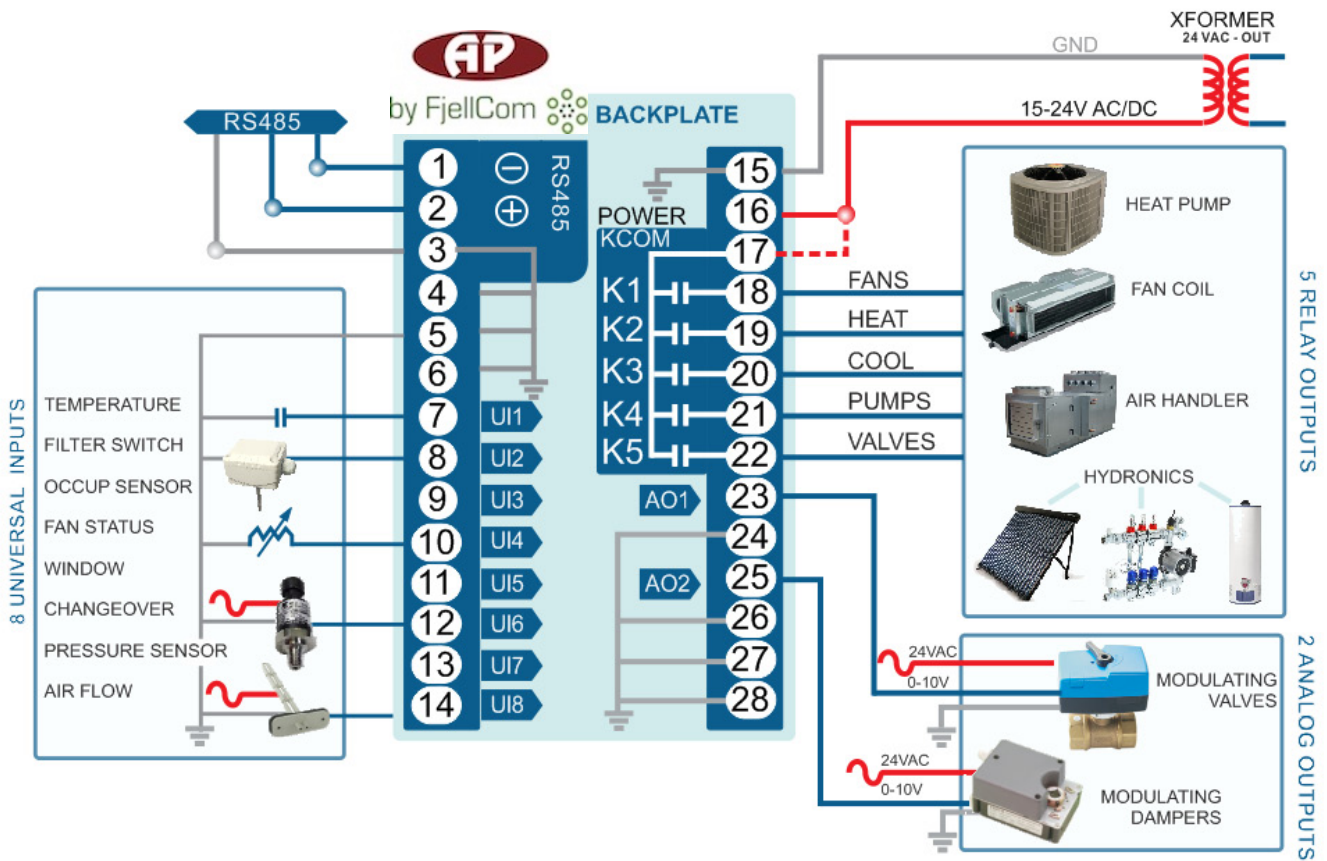 XFORMER
24 VAC - OUT
GND
15-24V AC/DC
AP
by FjellCom
BACKPLATE
RS485
RS485
1
2
3
4
5
6
7 UI1
8 UI2
9 UI3
10 UI4
11 UI5
12 UI6
13 UI7
14 UI8
8 UNIVERSAL INPUTS
TEMPERATURE
FILTER SWITCH
OCCUP SENSOR
FAN STATUS
WINDOW
CHANGEOVER
PRESSURE SENSOR
AIR FLOW
15
POWER 16
KCOM 17
K1 18 FANS
K2 19 HEAT
K3 20 COOL
K4 21 PUMPS
K5 22 VALVES
AO1 23
24
AO2 25
26
27
28
HEAT PUMP
FAN COIL
AIR HANDLER
HYDRONICS
5 RELAY OUTPUTS
24VAC
0-10V
MODULATING
VALVES
24VAC
0-10V
MODULATING
DAMPERS
2 ANALOG OUTPUTS